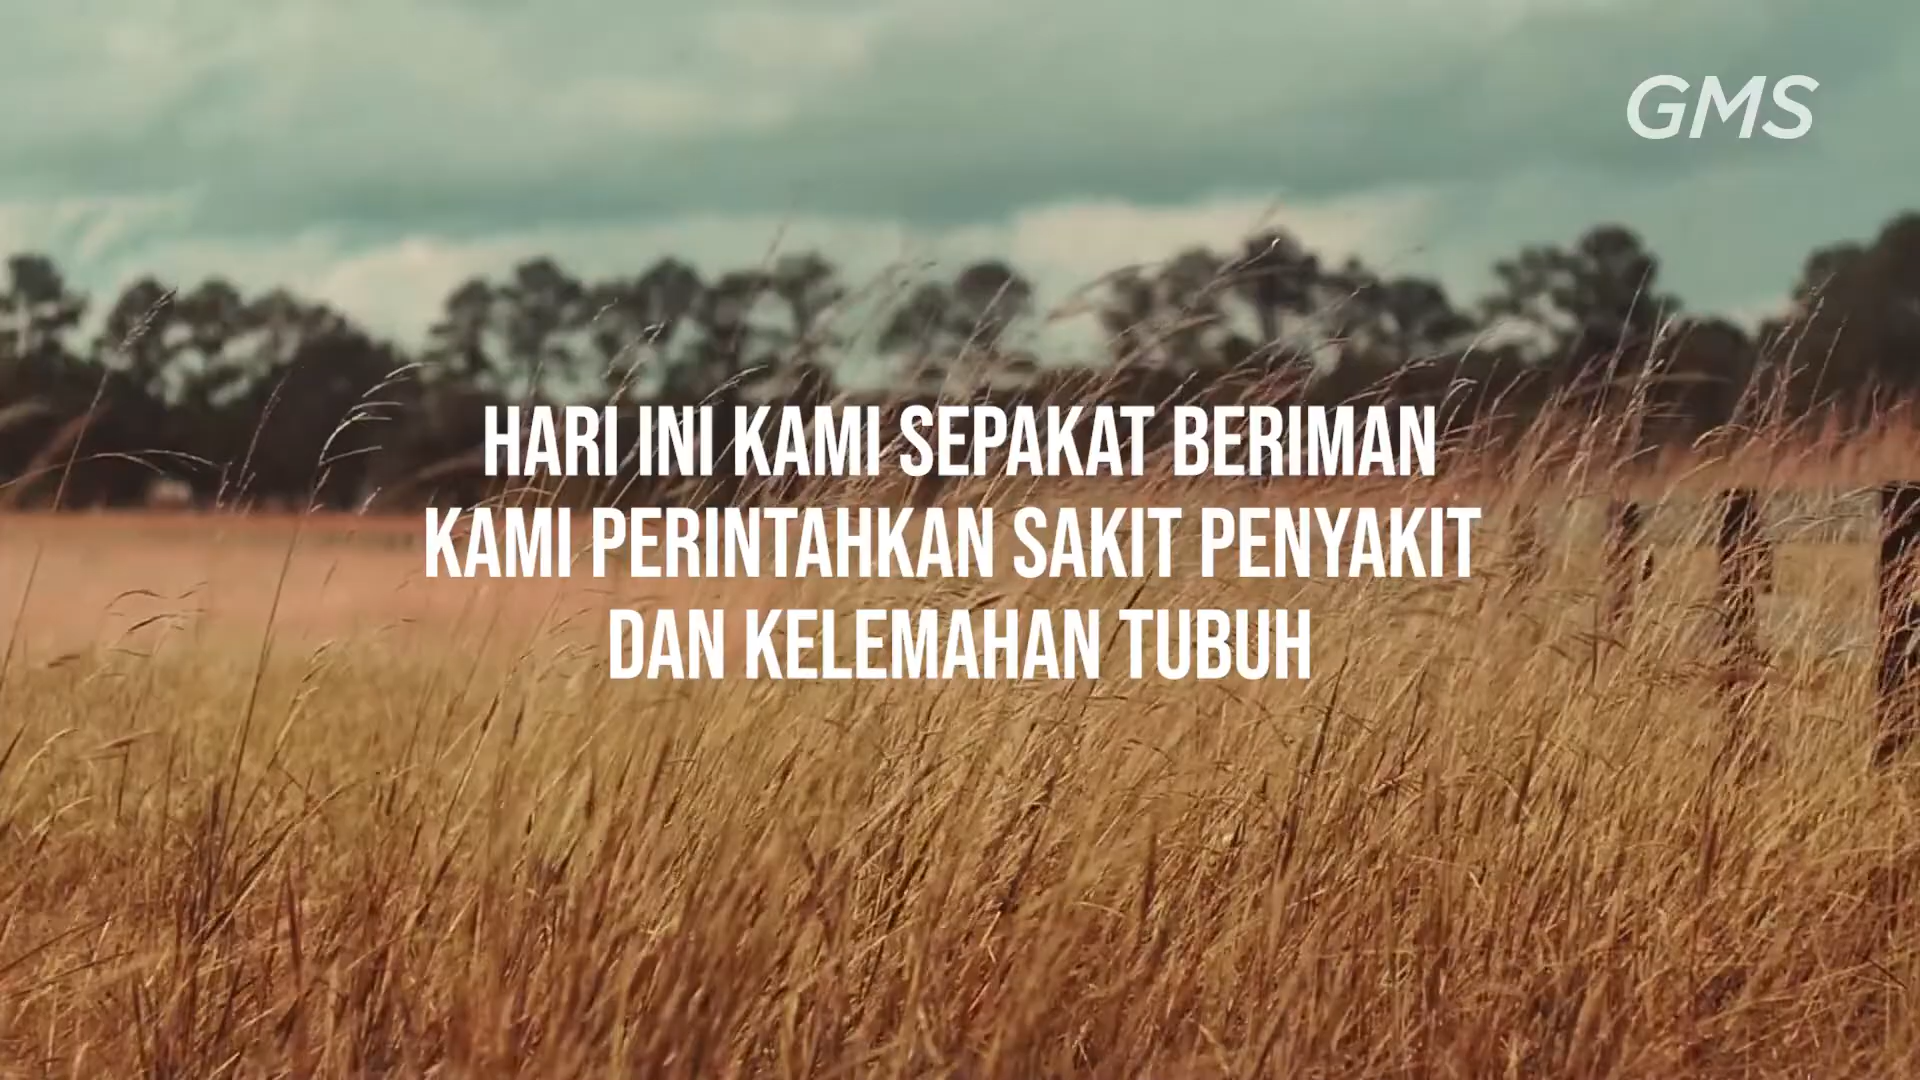 GMS
HARI INI KAMI SEPAKAT BERIMAN
KAMI PERINTAHKAN SAKIT PENYAKIT
DAN KELEMAHAN TUBUH